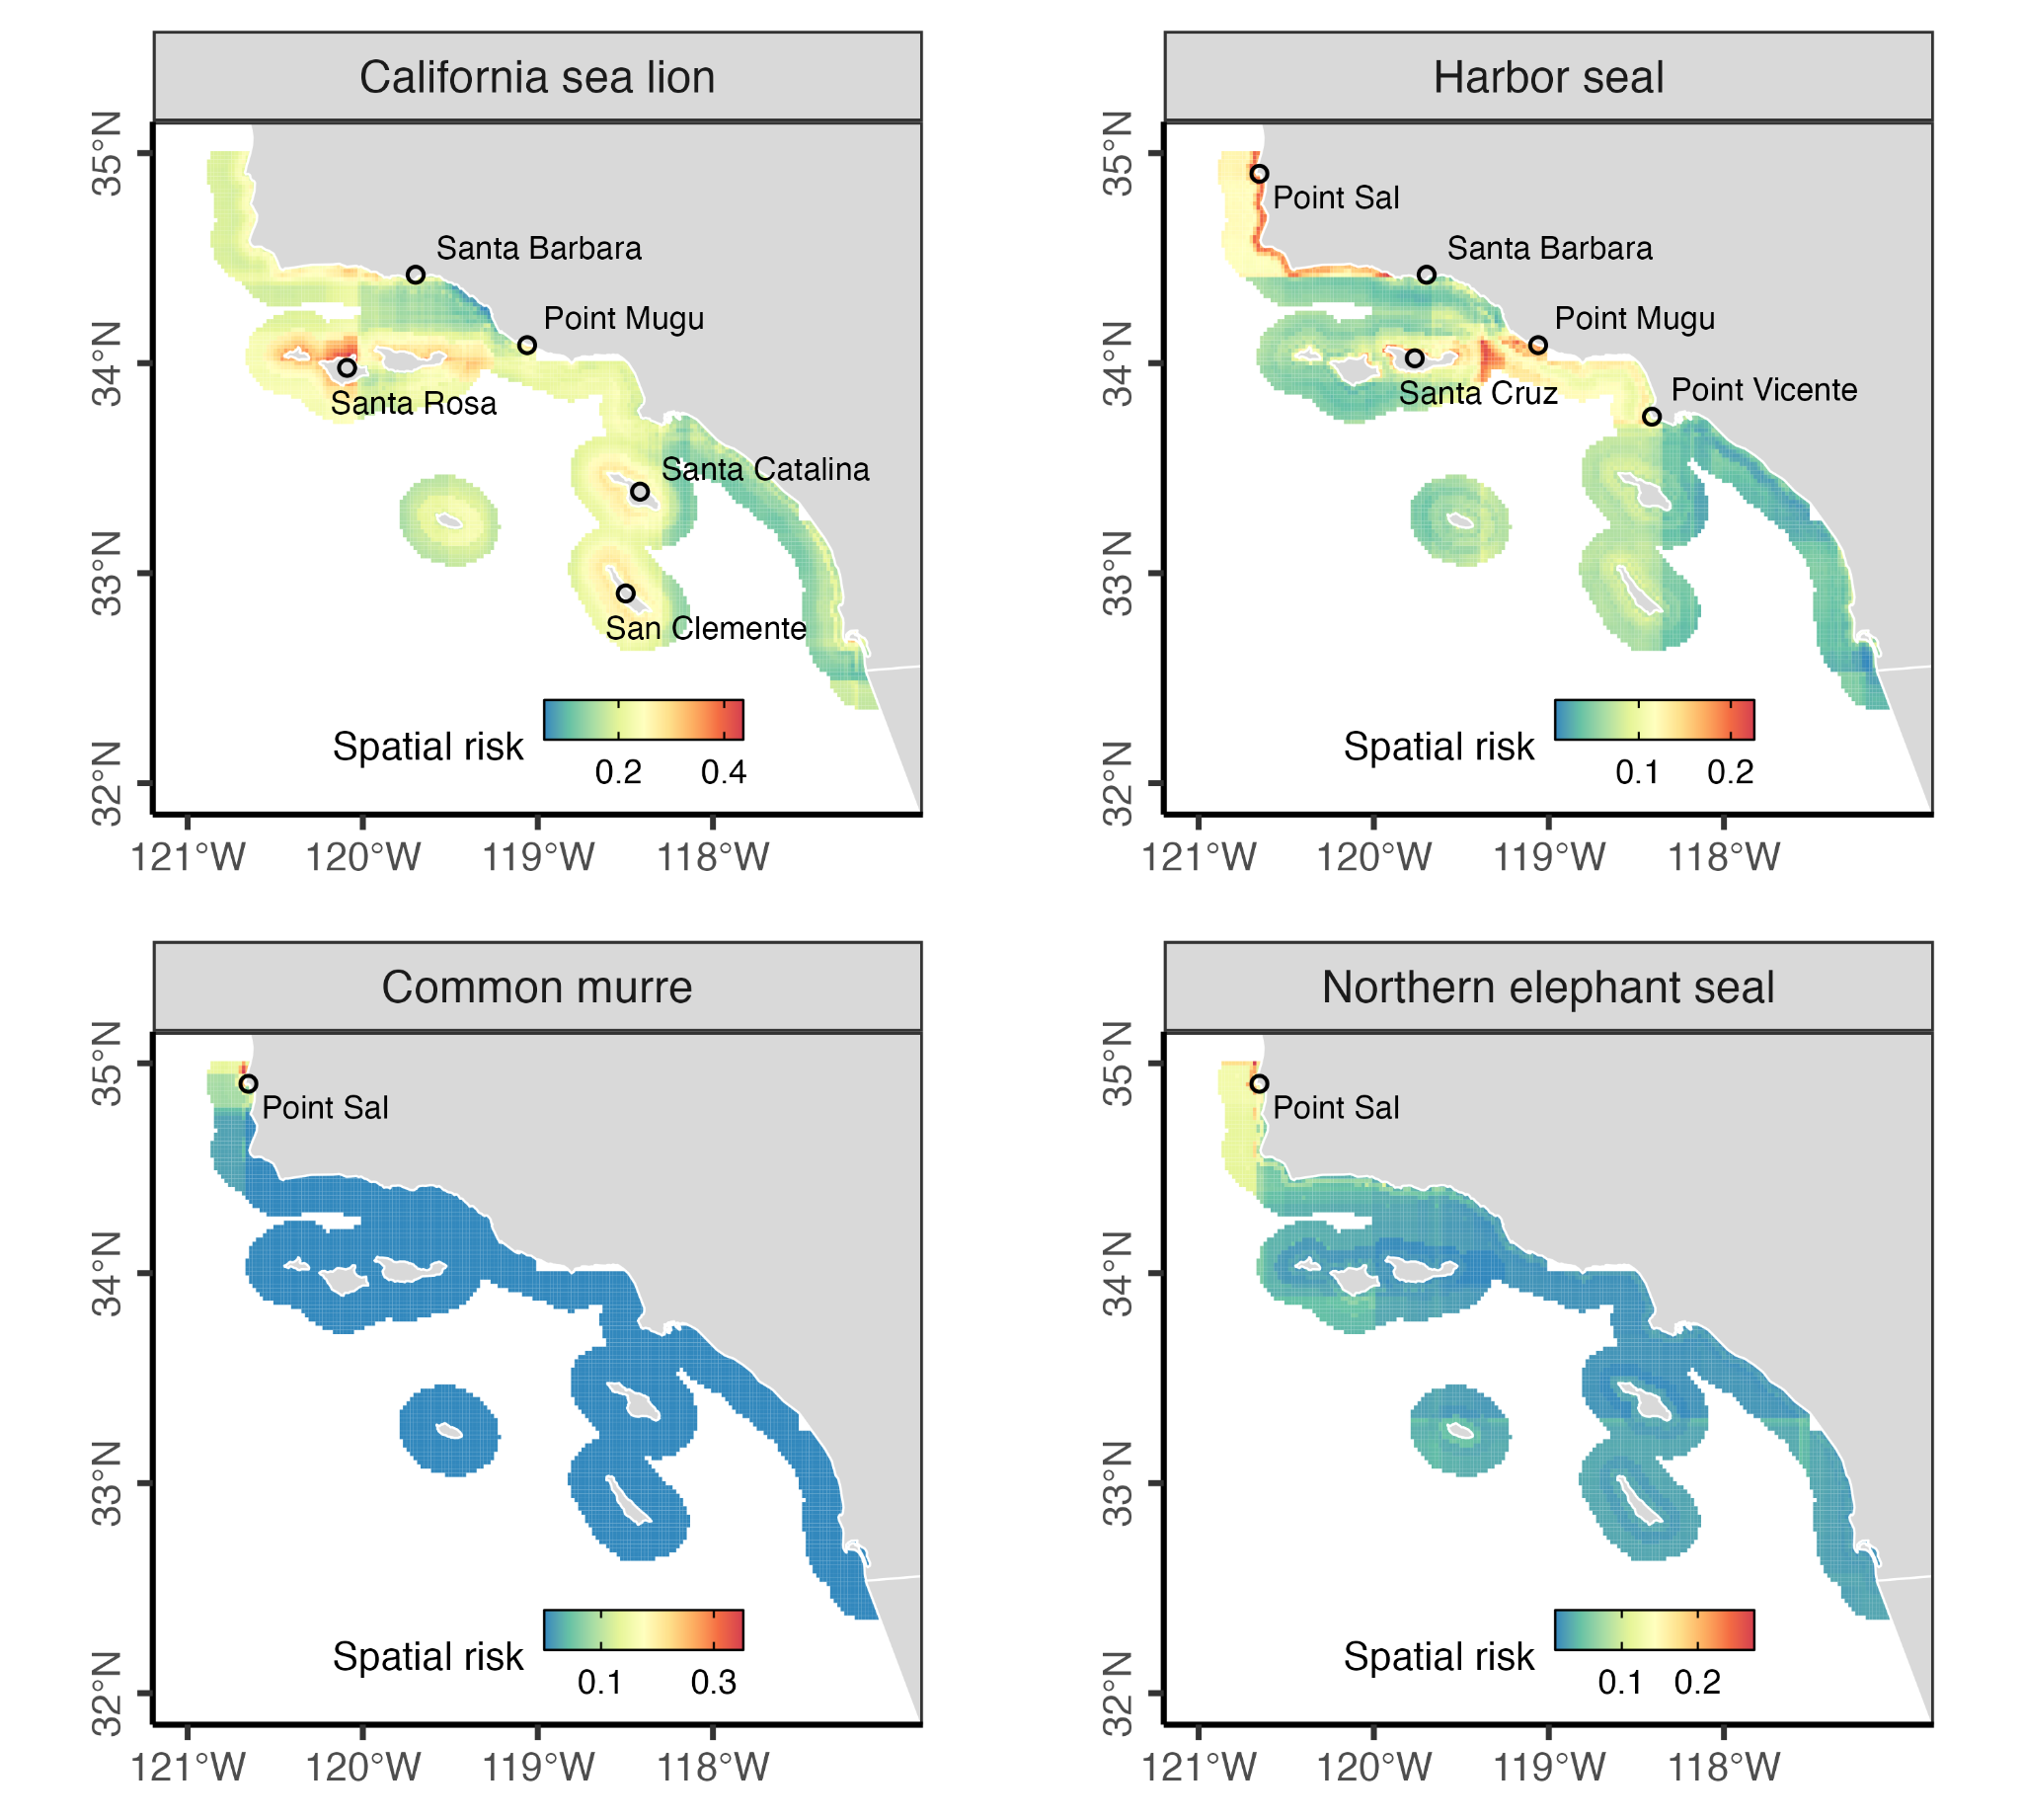 California sea lion
35°N
34°N
33°N
32°N
Santa Barbara
Point Mugu
Santa Rosa
Santa Catalina
San Clemente
Spatial risk
0.2 0.4
121°W 120°W 119°W 118°W
Harbor seal
35°N
34°N
33°N
32°N
Point Sal
Santa Barbara
Point Mugu
Santa Cruz
Point Vicente
Spatial risk
0.1 0.2
121°W 120°W 119°W 118°W
Common murre
35°N
34°N
33°N
32°N
Point Sal
Spatial risk
0.1 0.3
121°W 120°W 119°W 118°W
Northern elephant seal
35°N
34°N
33°N
32°N
Point Sal
Spatial risk
0.1 0.2
121°W 120°W 119°W 118°W